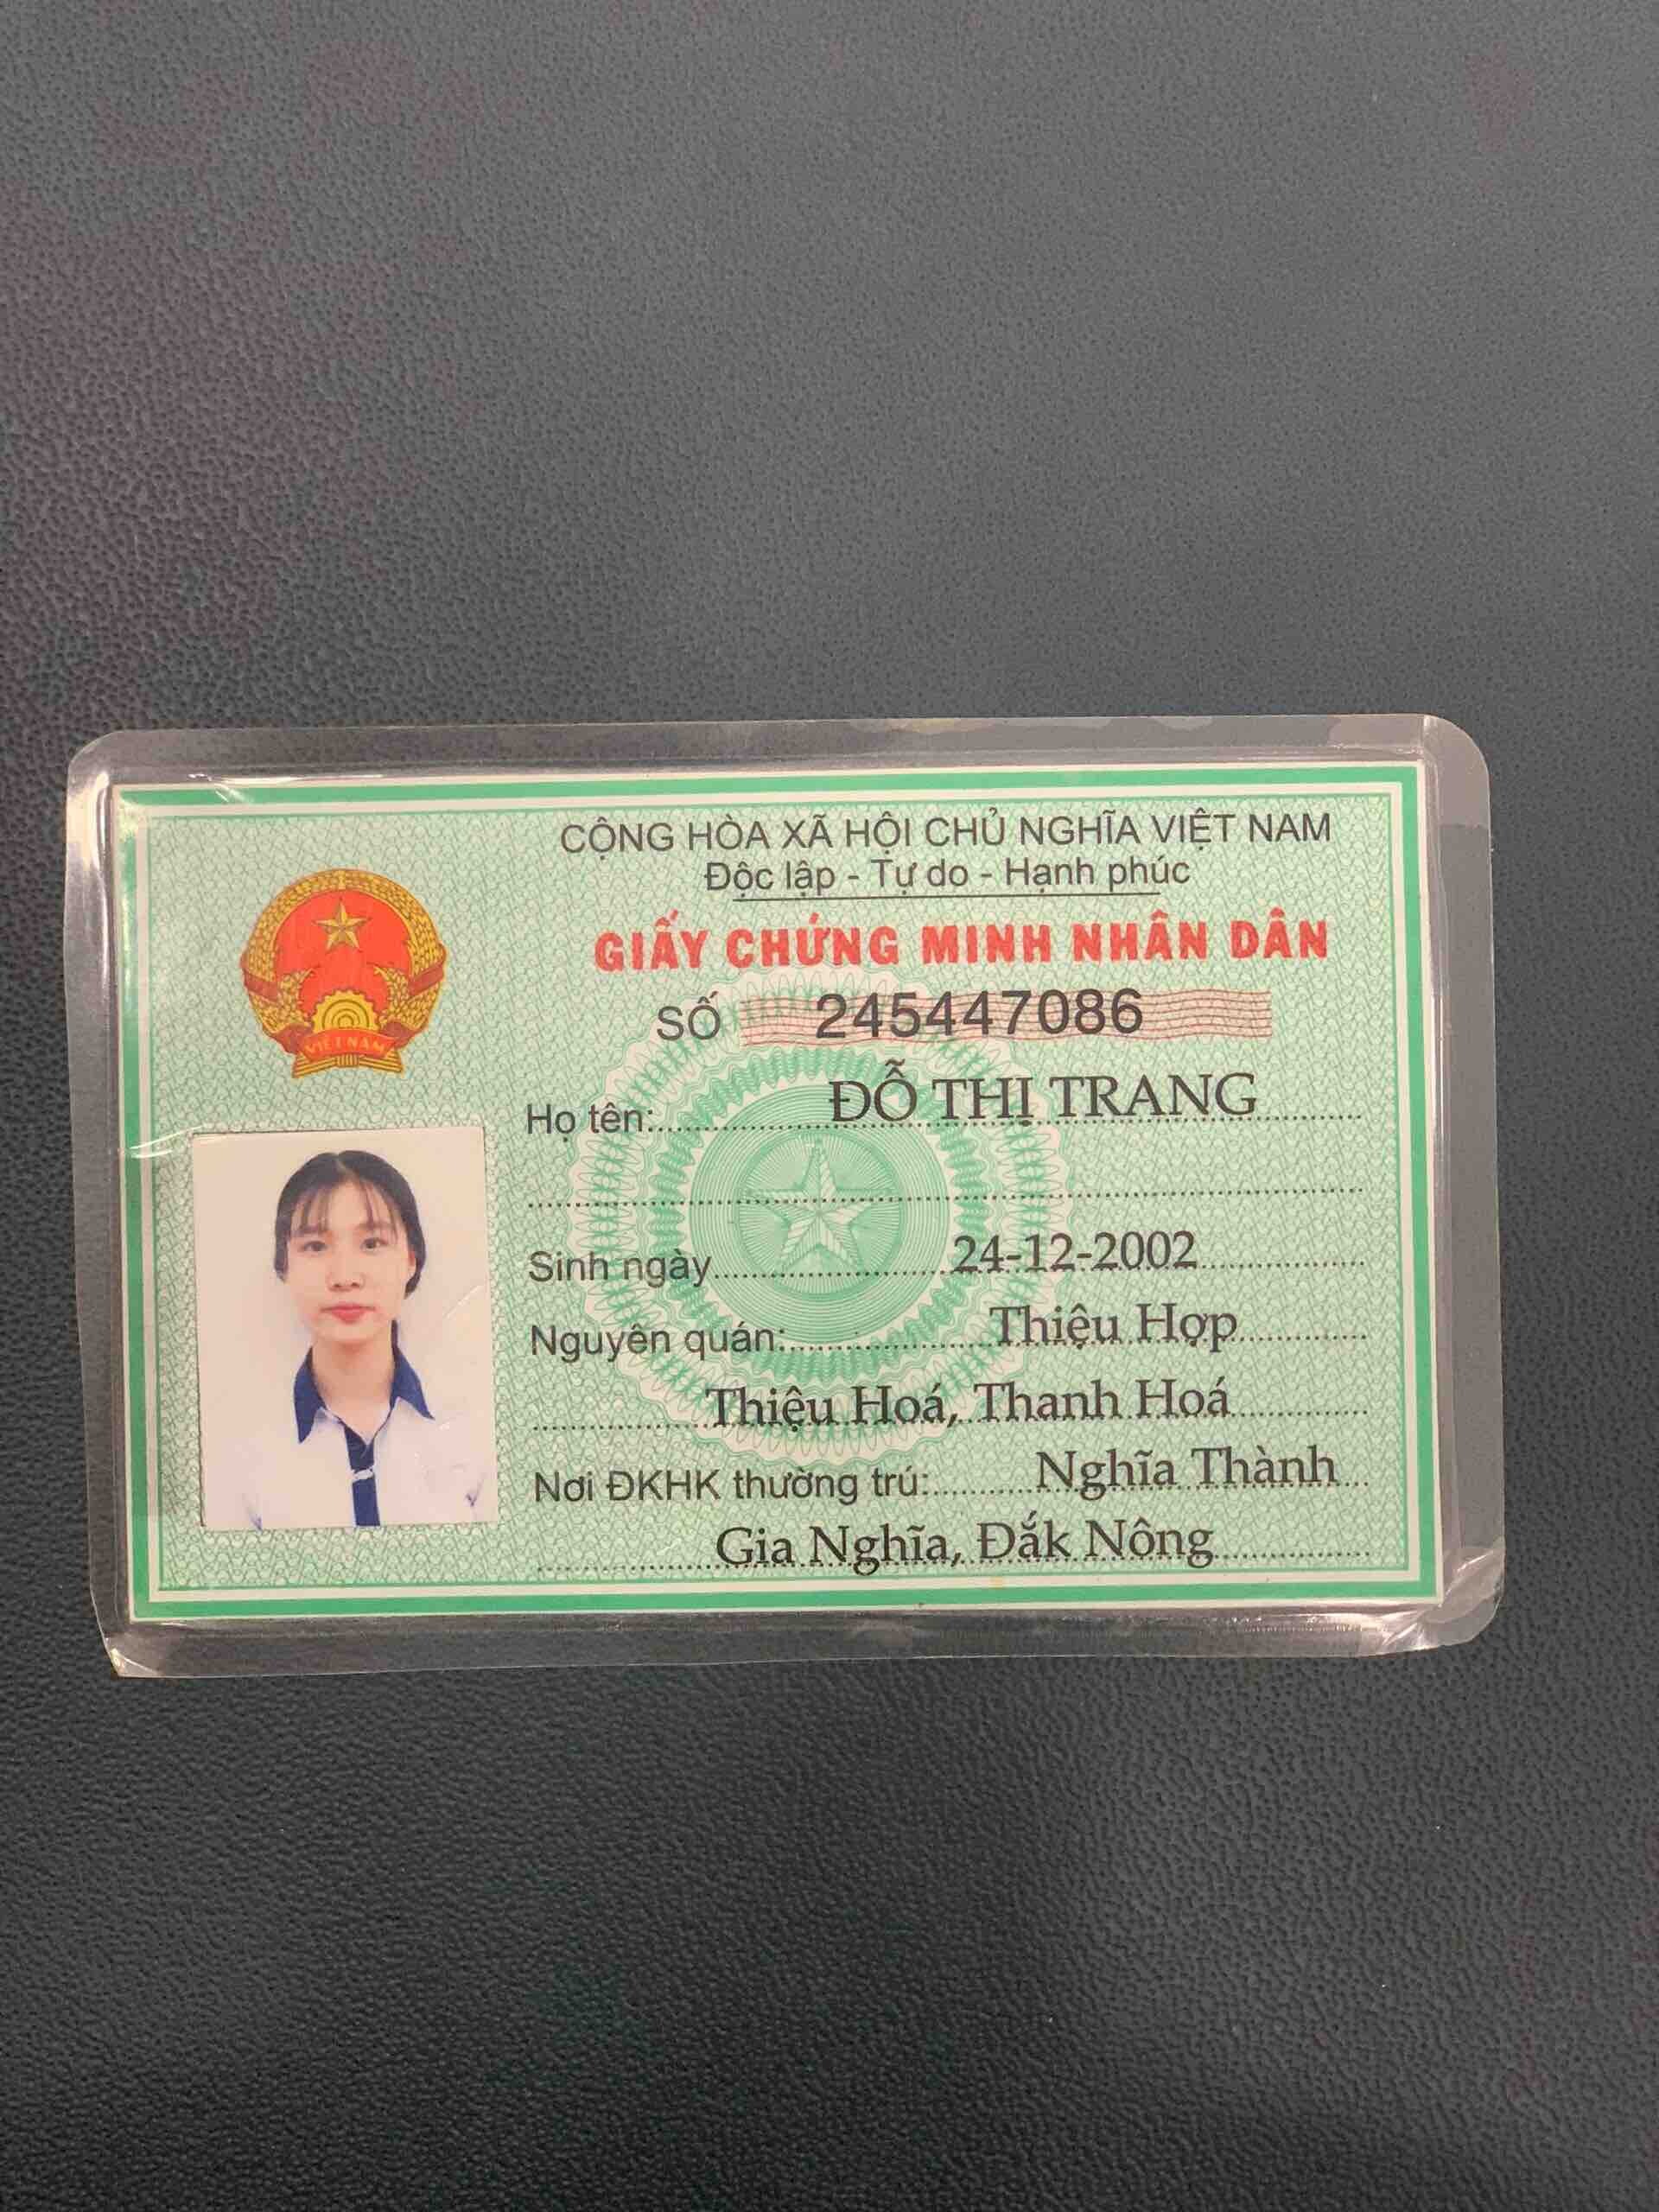 CỘNG HÒA XÃ HỘI CHỦ NGHĨA VIỆT NAM
Độc lập - Tự do - Hạnh phúc
GIẤY CHỨNG MINH NHÂN DÂN
SỐ 245447086
Họ tên: ĐỖ THỊ TRANG
Sinh ngày 24-12-2002
Nguyên quán: Thiệu Hợp
Thiệu Hoá, Thanh Hoá
Nơi ĐKHK thường trú: Nghĩa Thành
Gia Nghĩa, Đắk Nông
VIỆT NAM